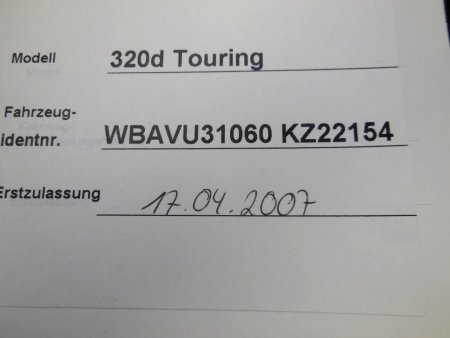 Modell 320d Touring
Fahrzeug-
identnr. WBAVU31060 KZ22154
Erstzulassung 17.04.2007